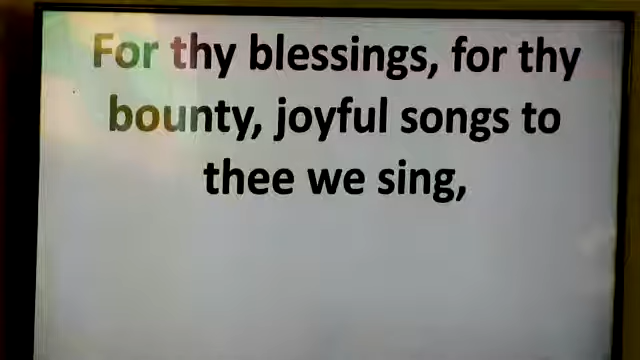 For thy blessings, for thy
bounty, joyful songs to
thee we sing,